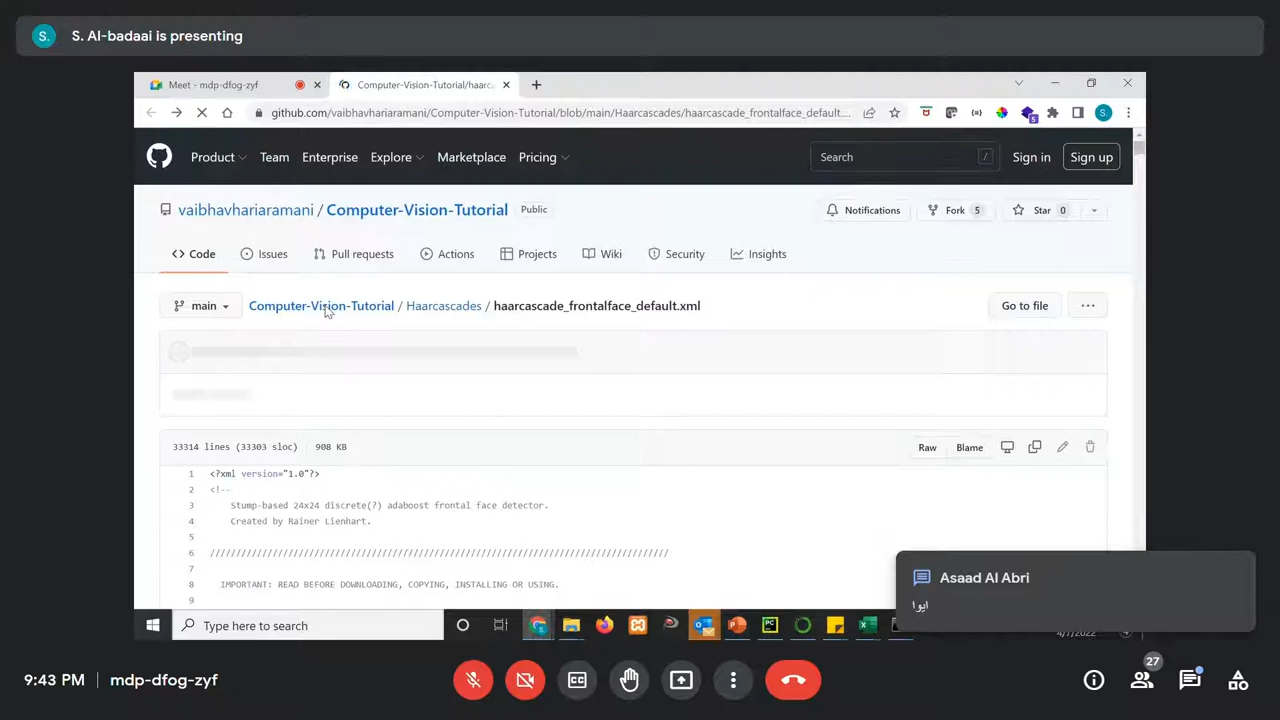 S.
S. Al-badaai is presenting
Meet - mdp-dfog-zyf
Computer-Vision-Tutorial/haarca
github.com/vaibhavhariaramani/Computer-Vision-Tutorial/blob/main/Haarcascades/haarcascade_frontalface_default....
5
S
Product
Team
Enterprise
Explore
Marketplace
Pricing
Search
/
Sign in
Sign up
vaibhavhariaramani / Computer-Vision-Tutorial
Public
Notifications
Fork 5
Star 0
Code
Issues
Pull requests
Actions
Projects
Wiki
Security
Insights
main
Computer-Vision-Tutorial / Haarcascades / haarcascade_frontalface_default.xml
Go to file
...
33314 lines (33303 sloc) 908 KB
Raw
Blame
1 <?xml version="1.0"?>
2 <!--
3 Stump-based 24x24 discrete(?) adaboost frontal face detector.
4 Created by Rainer Lienhart.
5
6 ////////////////////////////////////////////////////////////////////////////////////////
7
8 IMPORTANT: READ BEFORE DOWNLOADING, COPYING, INSTALLING OR USING.
9
Asaad Al Abri
ايوا
Type here to search
4/7/2022
9:43 PM | mdp-dfog-zyf
27